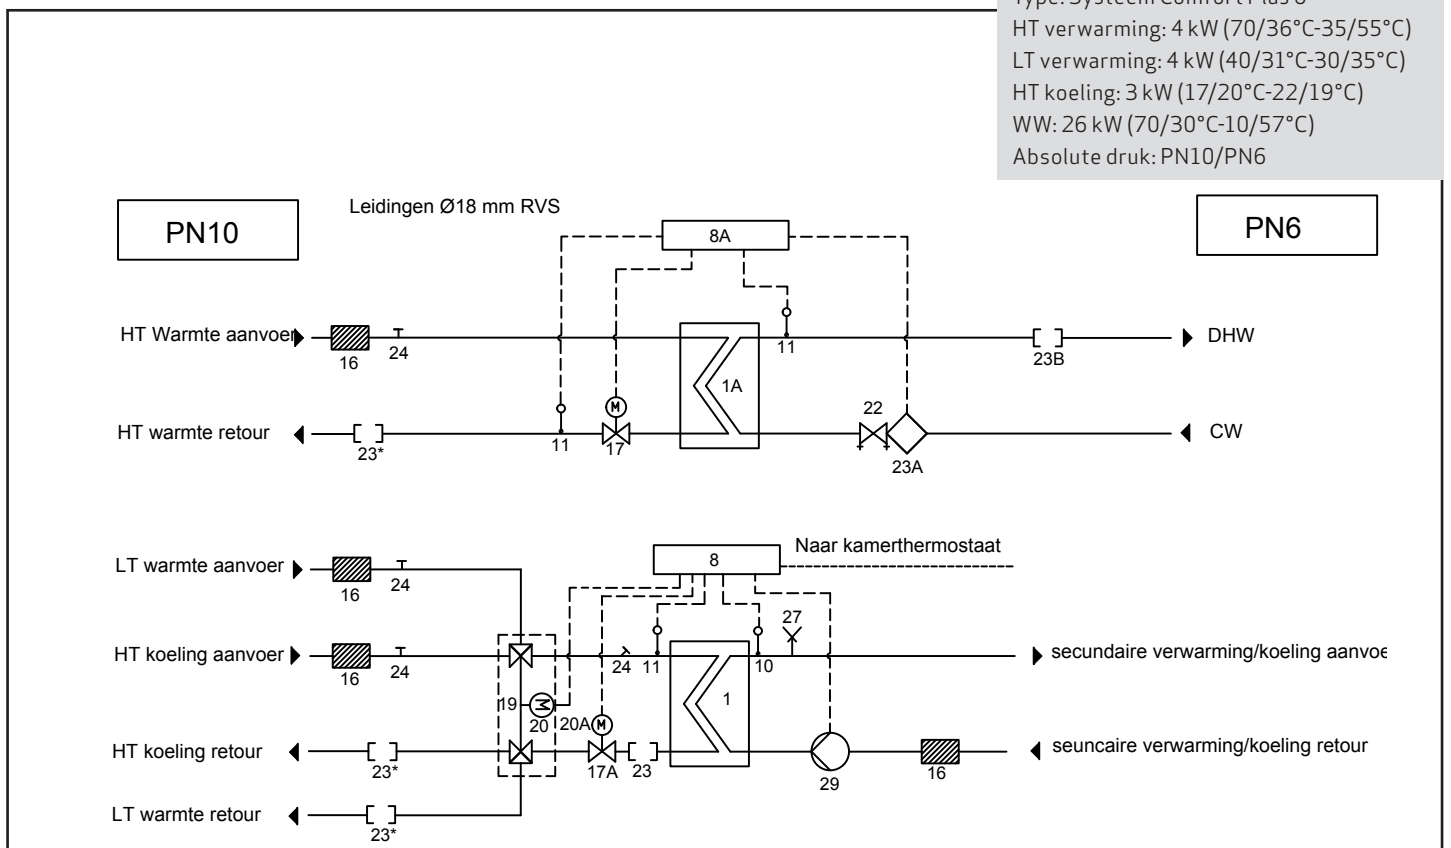 Type: Systeem Comfort Plus 6
HT verwarming: 4 kW (70/36°C-35/55°C)
LT verwarming: 4 kW (40/31°C-30/35°C)
HT koeling: 3 kW (17/20°C-22/19°C)
WW: 26 kW (70/30°C-10/57°C)
Absolute druk: PN10/PN6
PN10
Leidingen Ø18 mm RVS
8A
PN6
HT Warmte aanvoer
16
24
1A
11
23B
DHW
HT warmte retour
23*
11
M
17
22
23A
CW
LT warmte aanvoer
16
24
8
Naar kamerthermostaat
HT koeling aanvoer
16
24
24
11
10
27
secundaire verwarming/koeling aanvoe
19
M
20
20A
M
1
HT koeling retour
23*
17A
23
29
16
seuncaire verwarming/koeling retour
LT warmte retour
23*